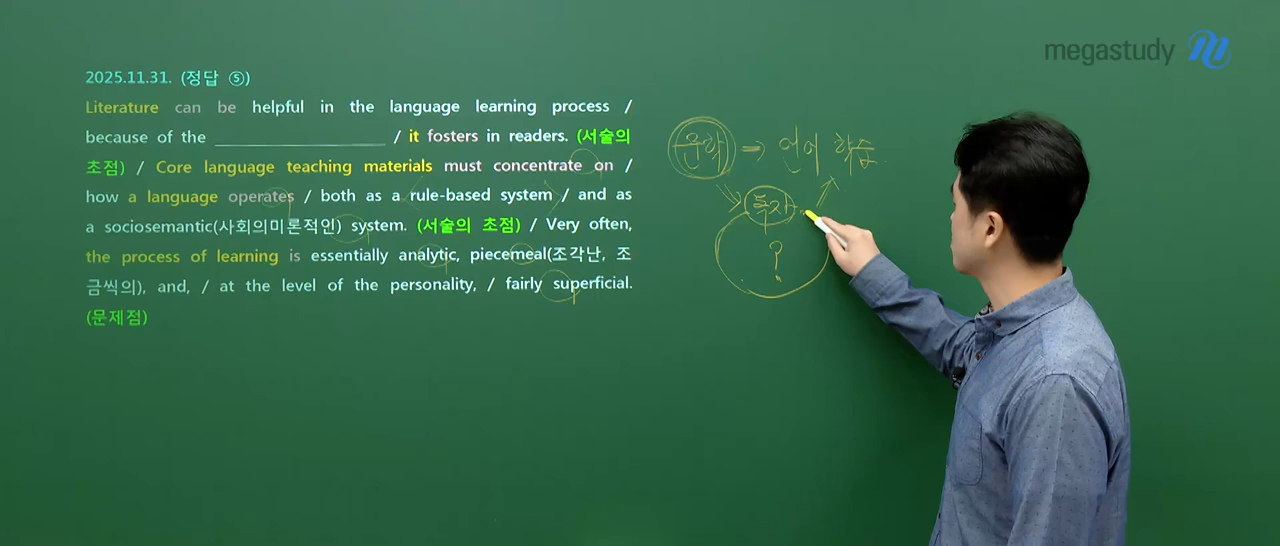 megastudy
2025.11.31. (정답 ⑤)
Literature can be helpful in the language learning process /
because of the ________________ / it fosters in readers. (서술의
초점) / Core language teaching materials must concentrate on /
how a language operates / both as a rule-based system / and as
a sociosemantic(사회의미론적인) system. (서술의 초점) / Very often,
the process of learning is essentially analytic, piecemeal(조각난, 조
금씩의), and, / at the level of the personality, / fairly superficial.
(문제점)
문학 ⇒ 언어 학습
독자
?